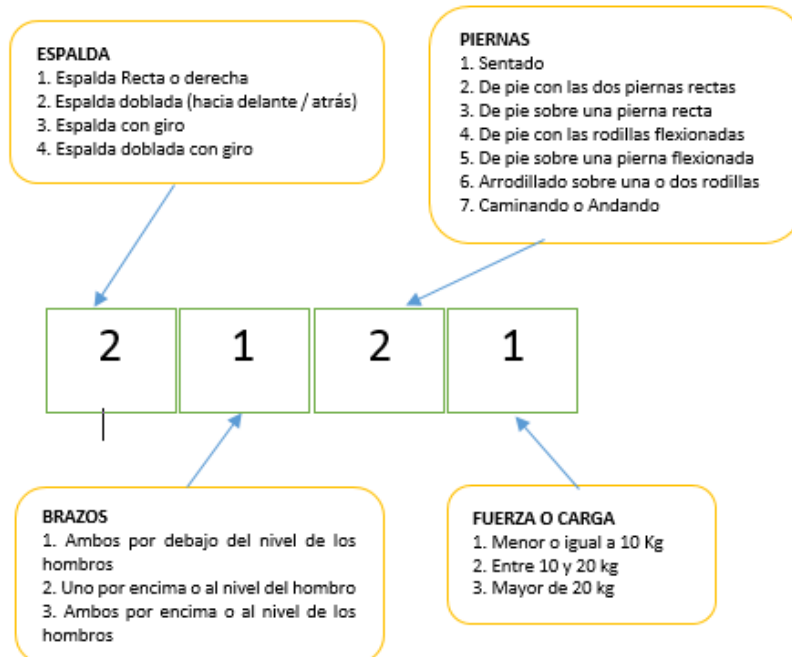 ESPALDA
1. Espalda Recta o derecha
2. Espalda doblada (hacia delante / atrás)
3. Espalda con giro
4. Espalda doblada con giro
PIERNAS
1. Sentado
2. De pie con las dos piernas rectas
3. De pie sobre una pierna recta
4. De pie con las rodillas flexionadas
5. De pie sobre una pierna flexionada
6. Arrodillado sobre una o dos rodillas
7. Caminando o Andando
2 1 2 1
BRAZOS
1. Ambos por debajo del nivel de los
hombros
2. Uno por encima o al nivel del hombro
3. Ambos por encima o al nivel de los
hombros
FUERZA O CARGA
1. Menor o igual a 10 Kg
2. Entre 10 y 20 kg
3. Mayor de 20 kg